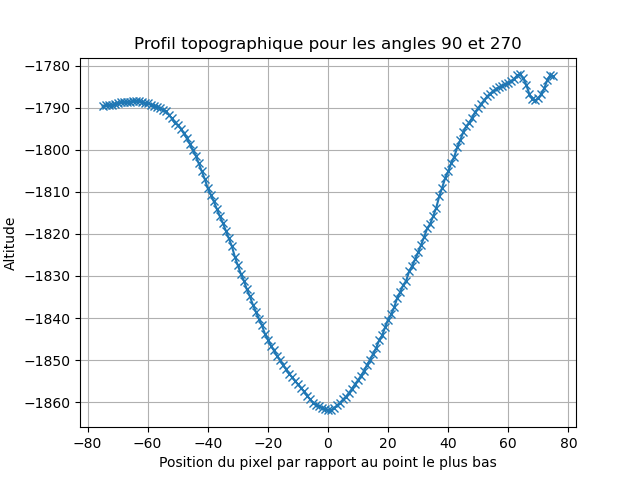 Profil topographique pour les angles 90 et 270
−1780
−1790
−1800
−1810
−1820
−1830
−1840
−1850
−1860
Altitude
−80 −60 −40 −20 0 20 40 60 80
Position du pixel par rapport au point le plus bas